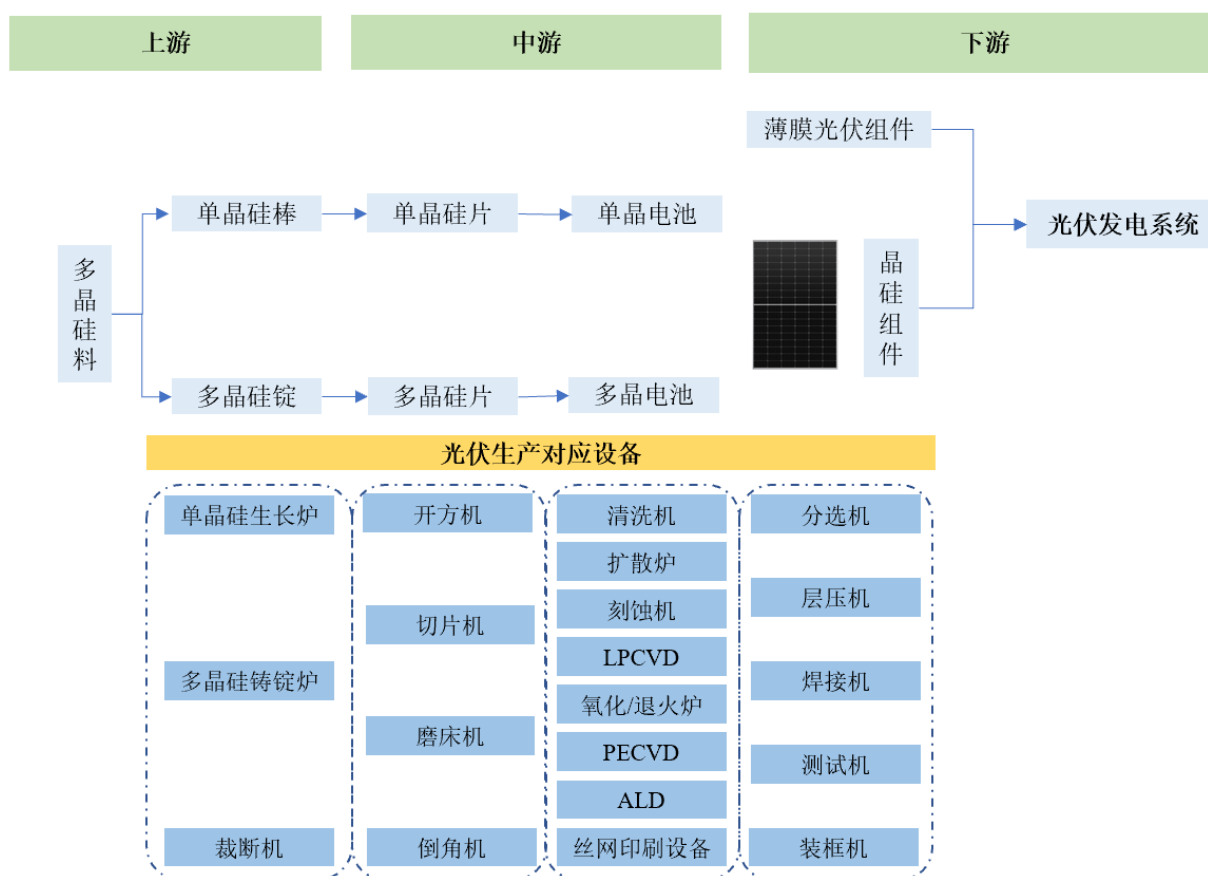 上游
中游
下游
薄膜光伏组件
单晶硅棒
单晶硅片
单晶电池
光伏发电系统
多晶硅料
晶硅组件
多晶硅锭
多晶硅片
多晶电池
光伏生产对应设备
单晶硅生长炉
多晶硅铸锭炉
裁断机
开方机
切片机
磨床机
倒角机
清洗机
扩散炉
刻蚀机
LPCVD
氧化/退火炉
PECVD
ALD
丝网印刷设备
分选机
层压机
焊接机
测试机
装框机